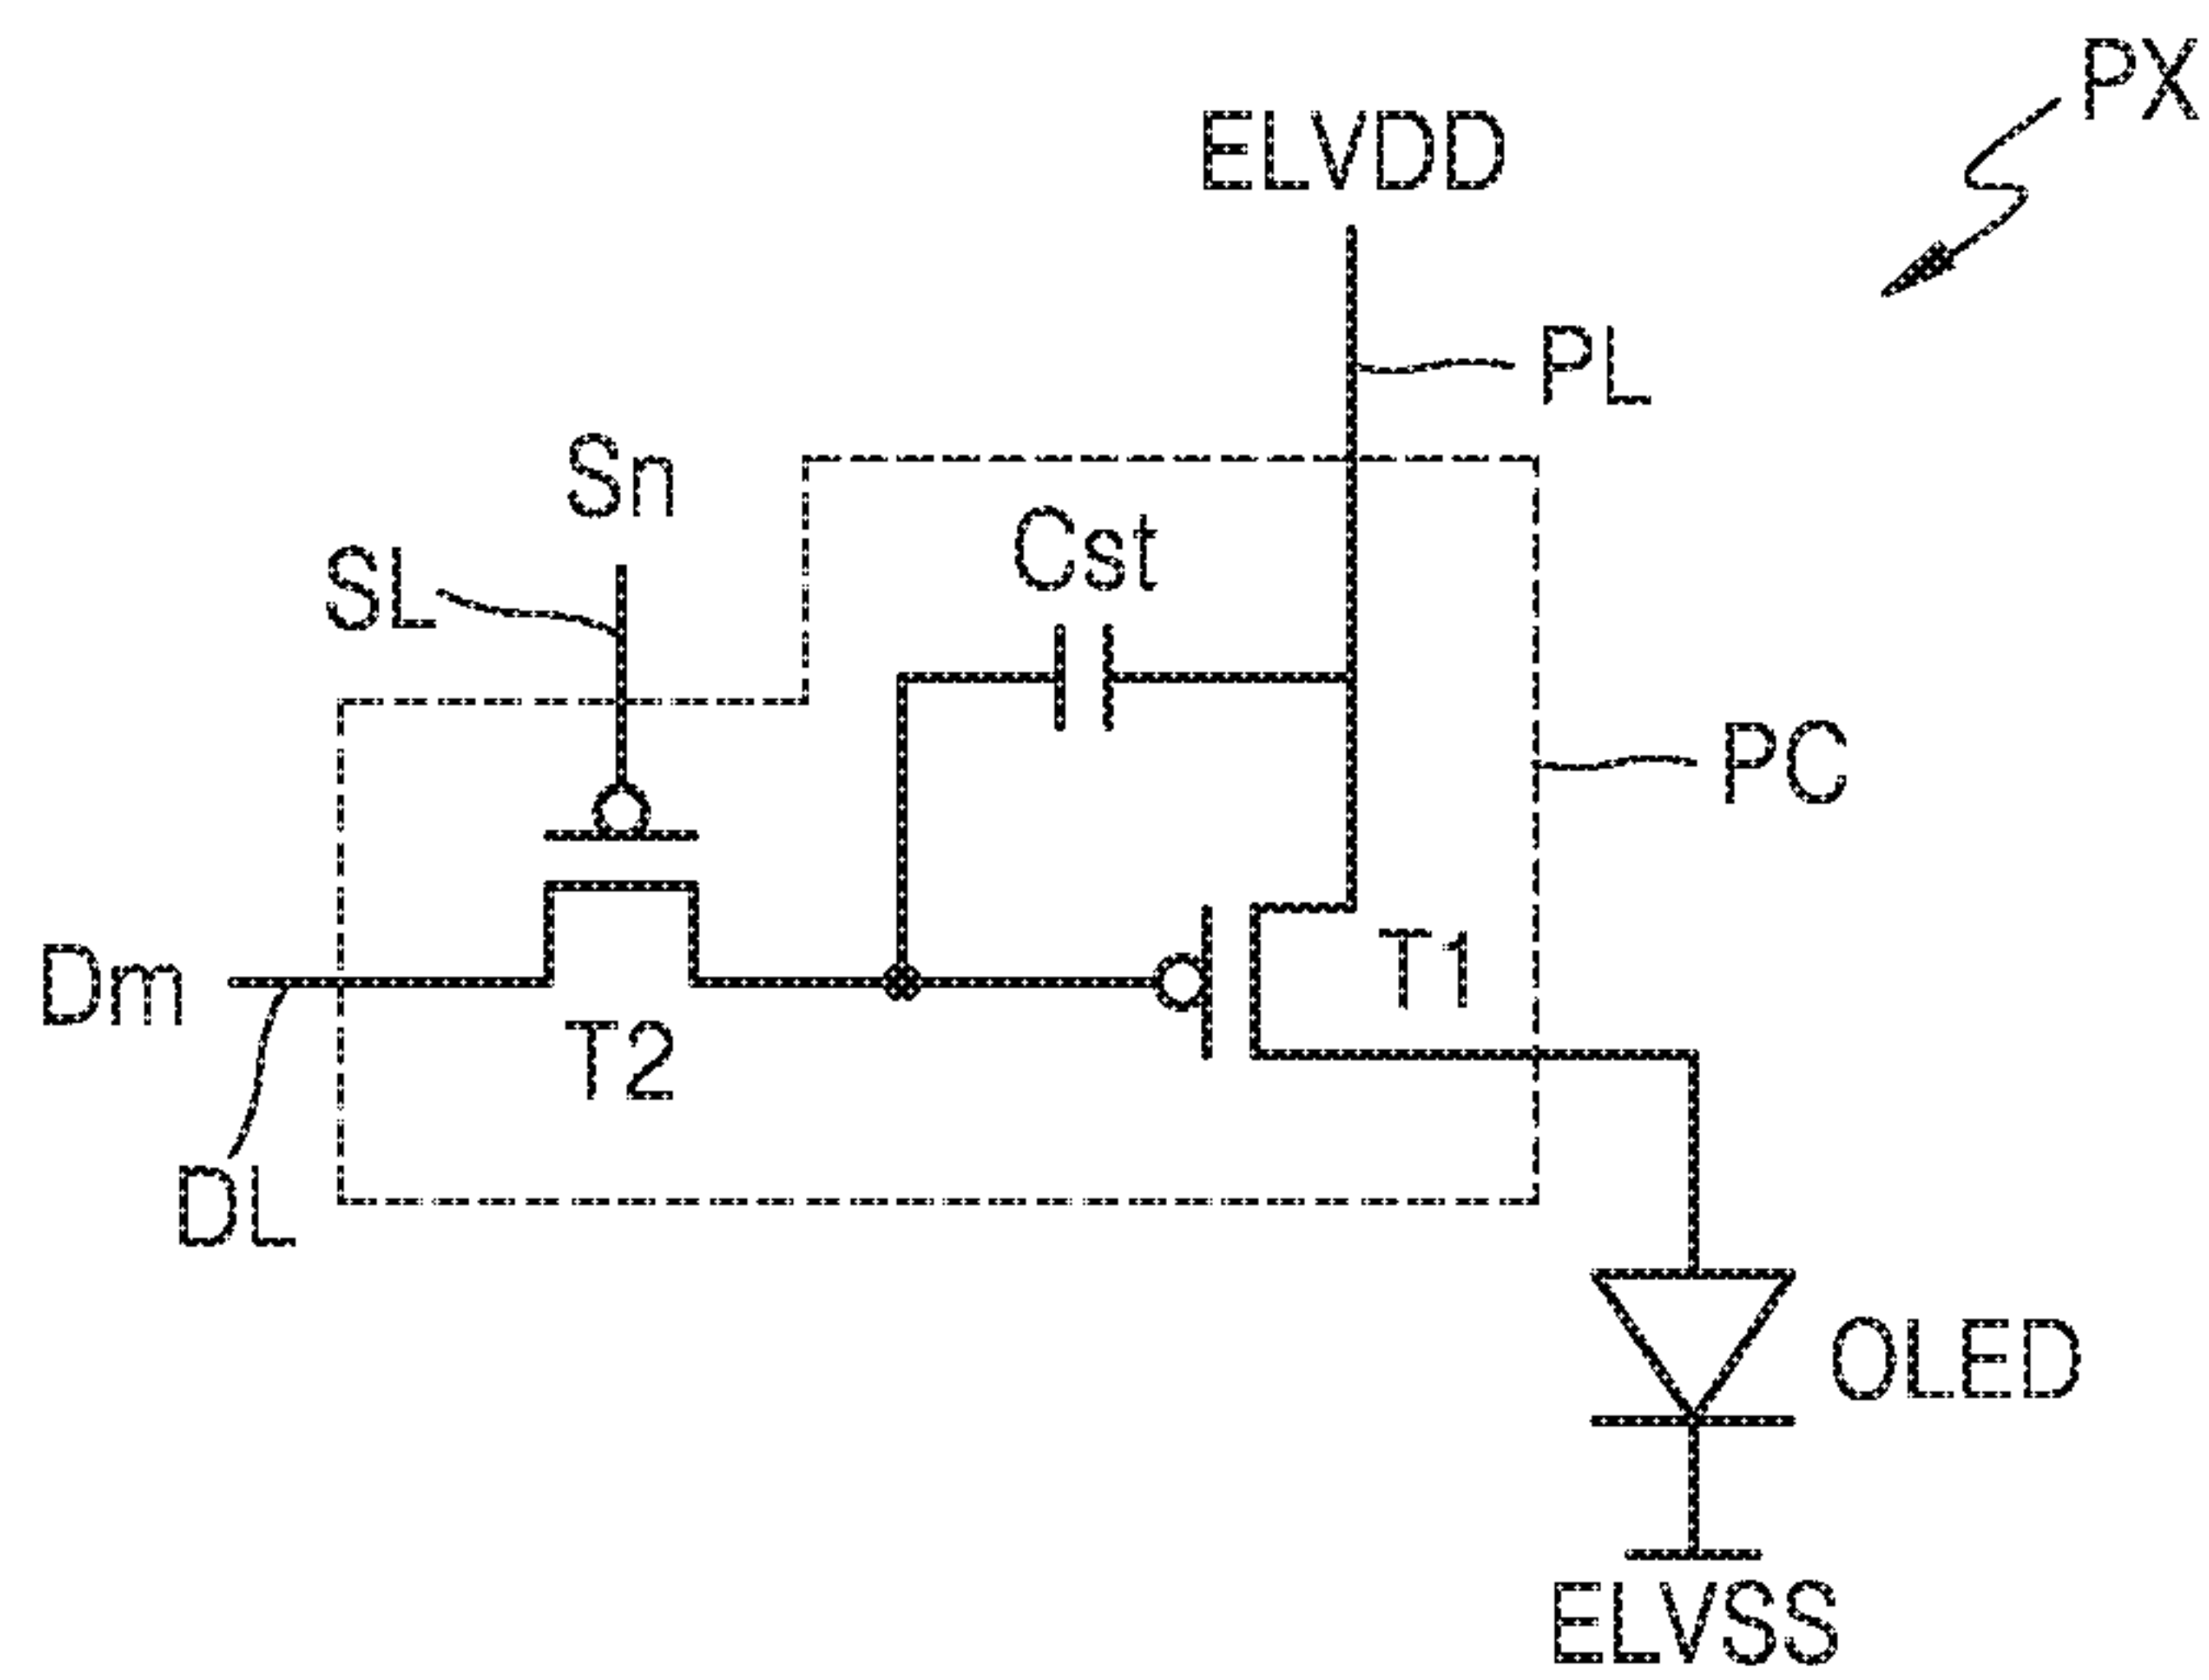 PX
ELVDD
PL
Sn
Cst
SL
PC
T1
Dm
T2
DL
OLED
ELVSS